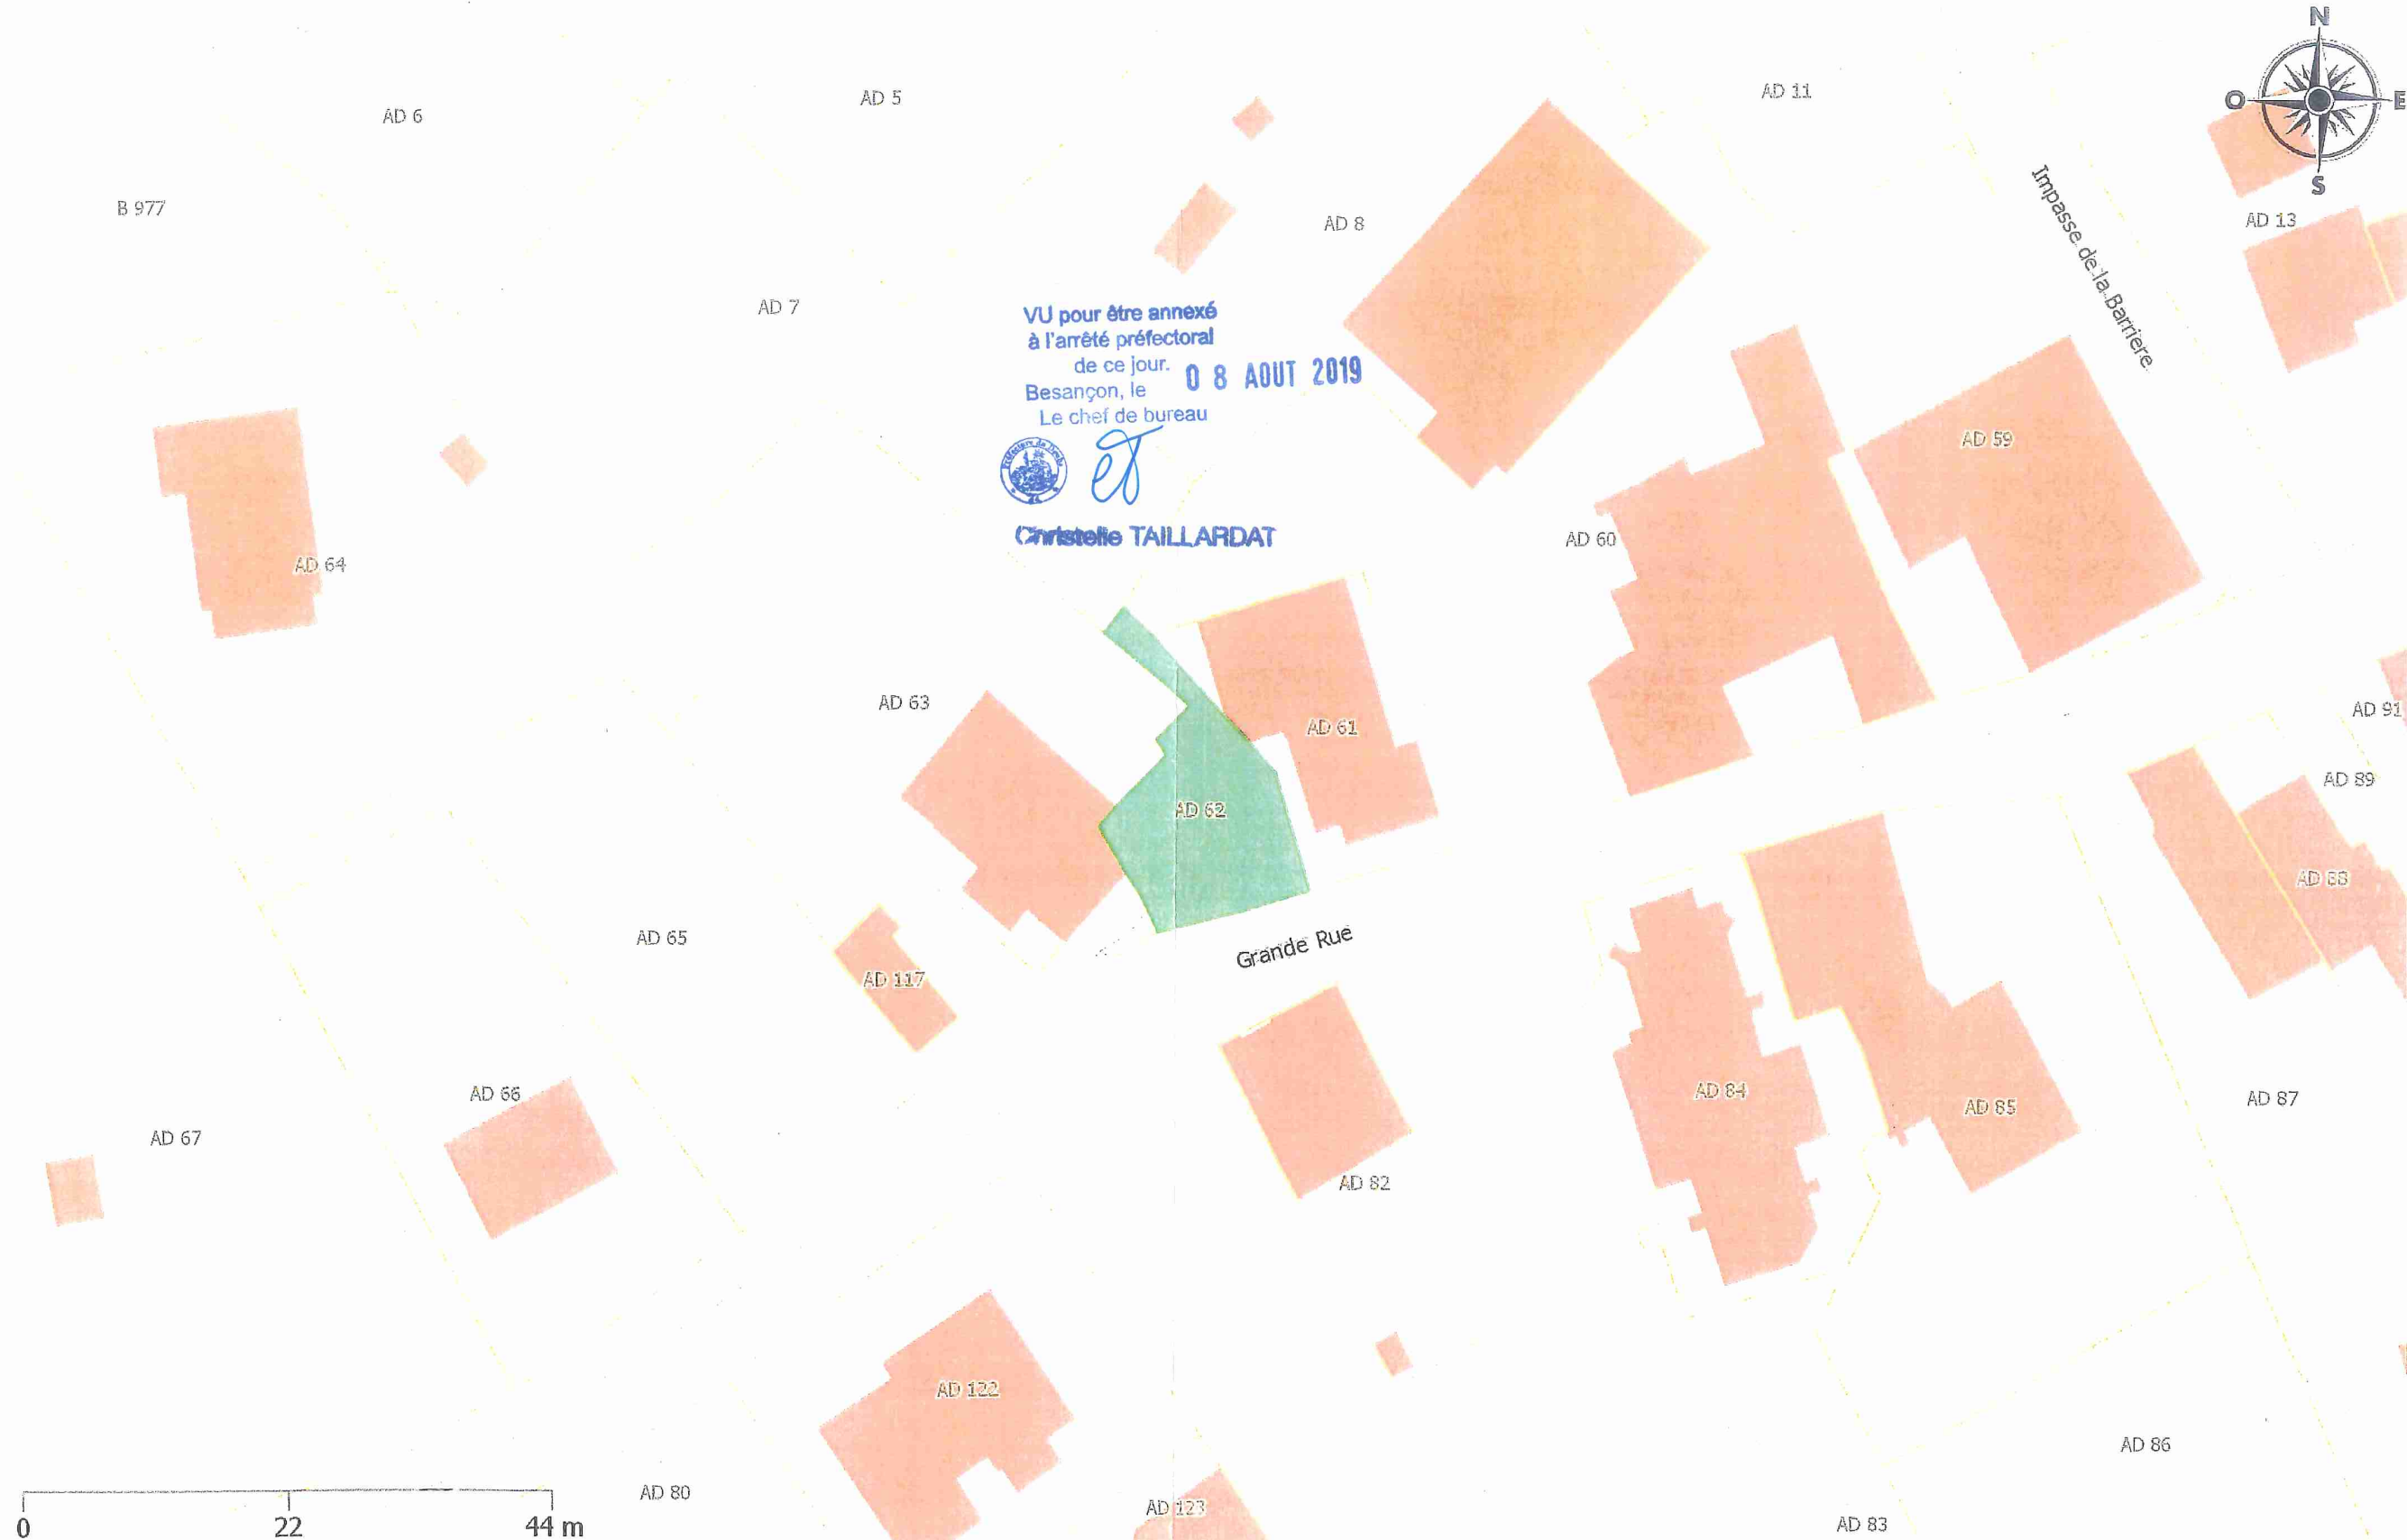 N
O
E
S
AD 6
AD 5
AD 11
B 977
AD 8
AD 13
Impasse de la Barriere
AD 7
VU pour être annexé
à l'arrêté préfectoral
de ce jour.
Besançon, le
0 8 AOUT 2019
Le chef de bureau
Christelle TAILLARDAT
AD 59
AD 60
AD 64
AD 63
AD 61
AD 91
AD 62
AD 89
AD 88
AD 65
Grande Rue
AD 117
AD 66
AD 84
AD 85
AD 87
AD 67
AD 82
AD 122
AD 86
AD 80
AD 123
AD 83
0
22
44 m